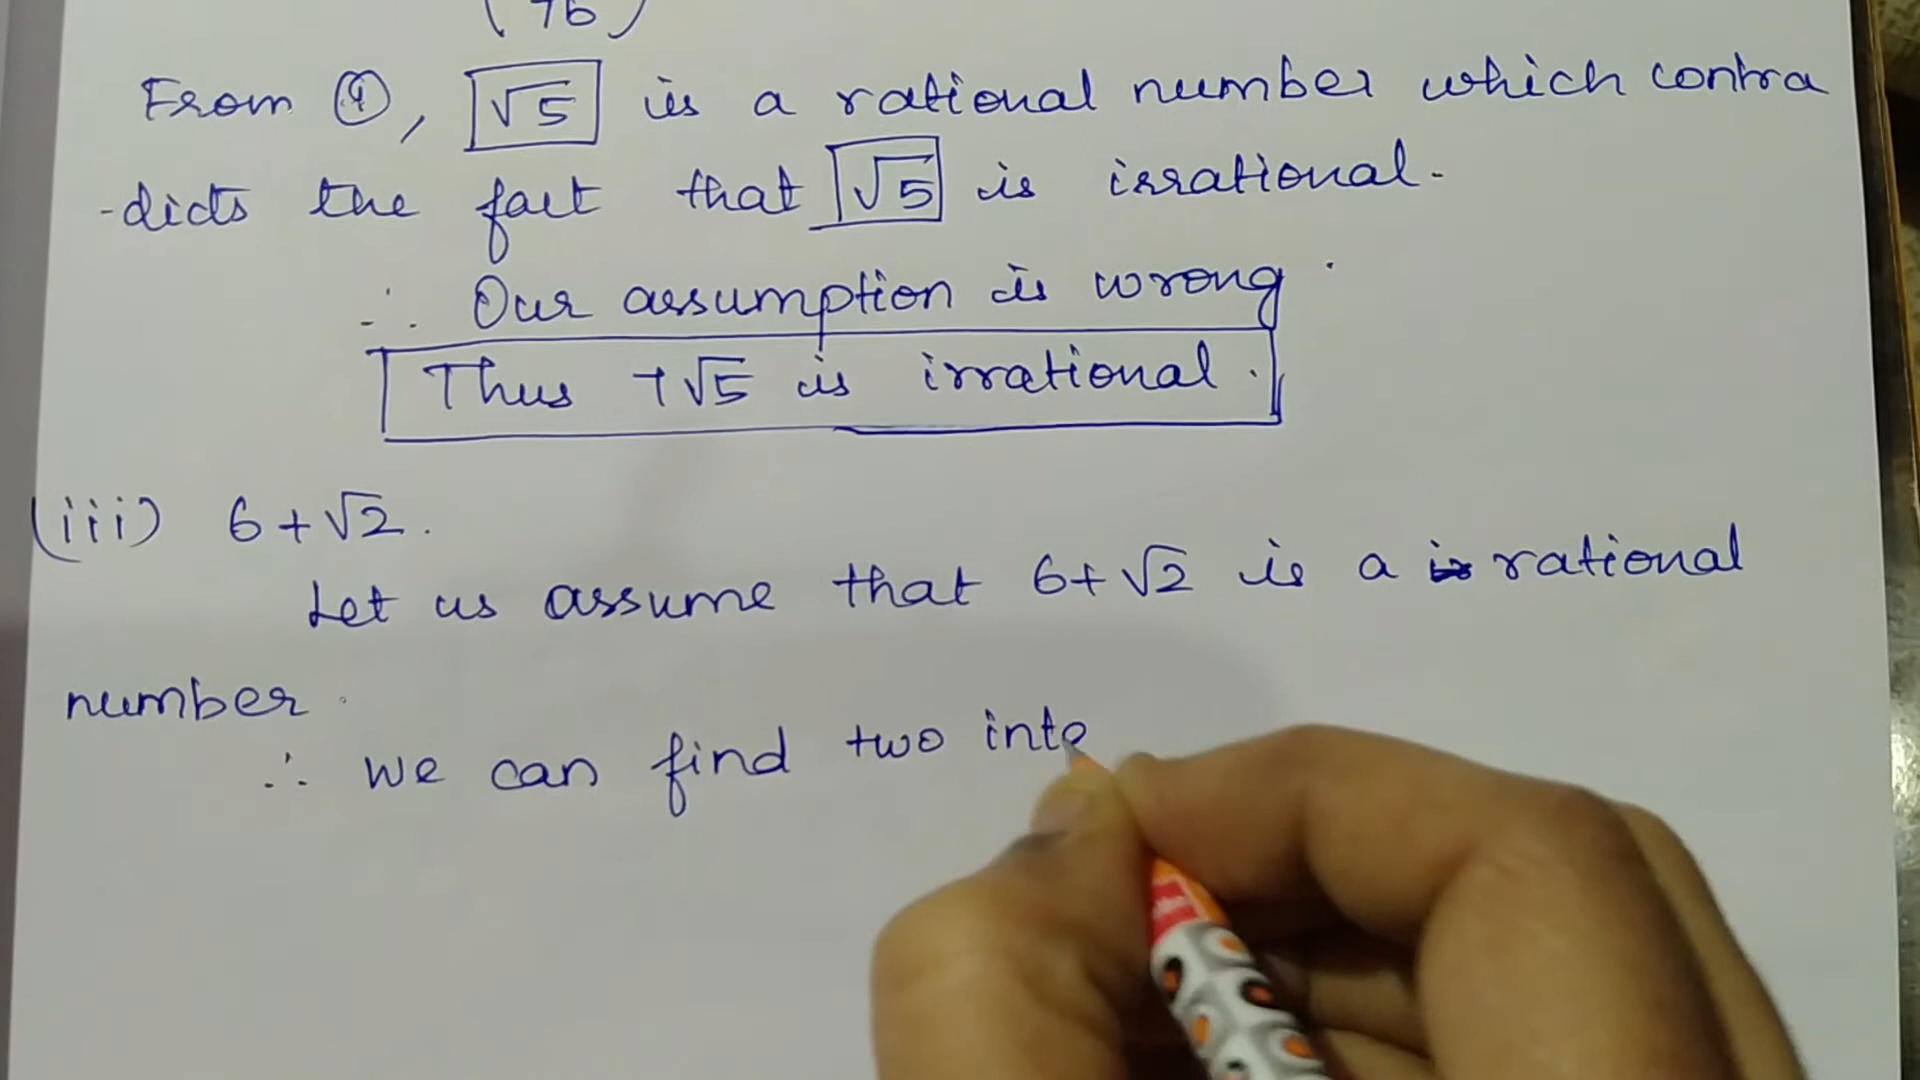 (7b)
From ④, √5 is a rational number which contra
-dicts the fact that √5 is irrational.
∴ Our assumption is wrong.
Thus 7√5 is irrational.
(iii) 6+√2.
Let us assume that 6+√2 is a rational
number.
∴ we can find two inte